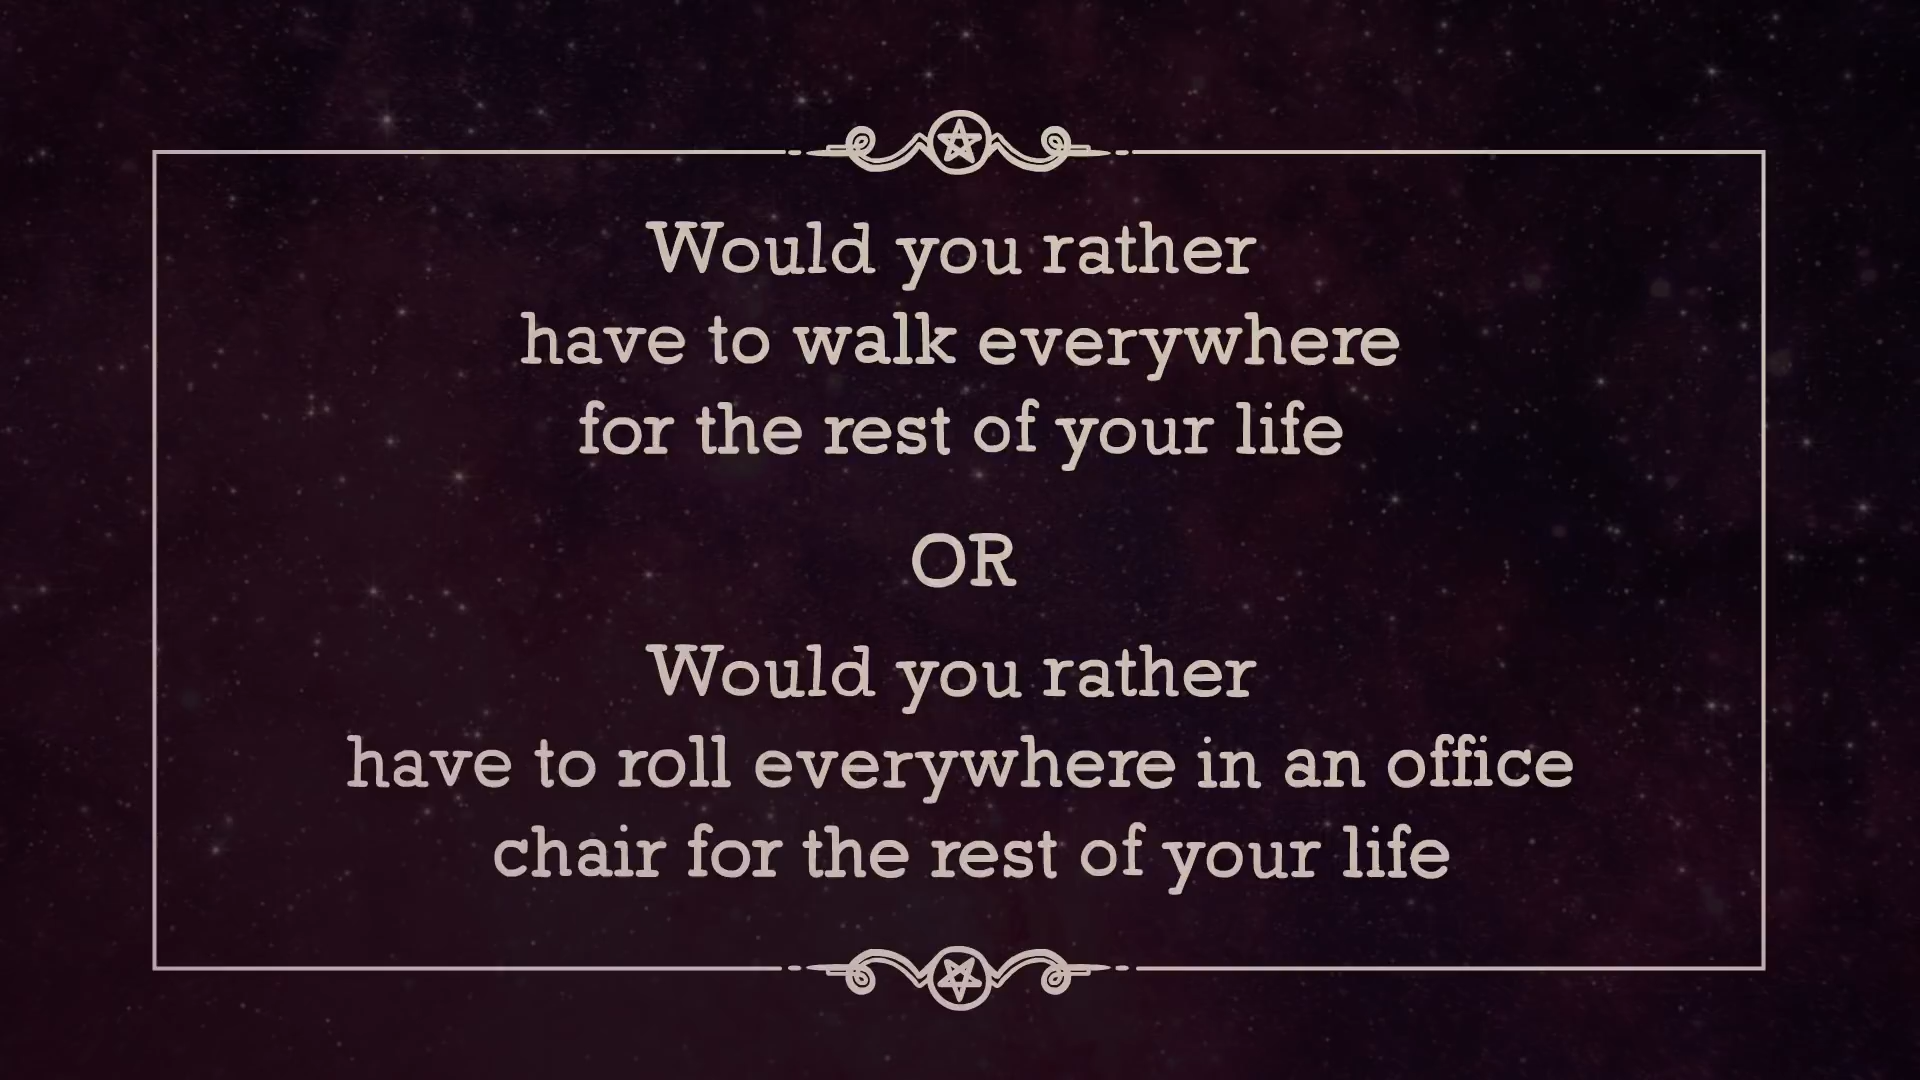 Would you rather
have to walk everywhere
for the rest of your life
OR
Would you rather
have to roll everywhere in an office
chair for the rest of your life